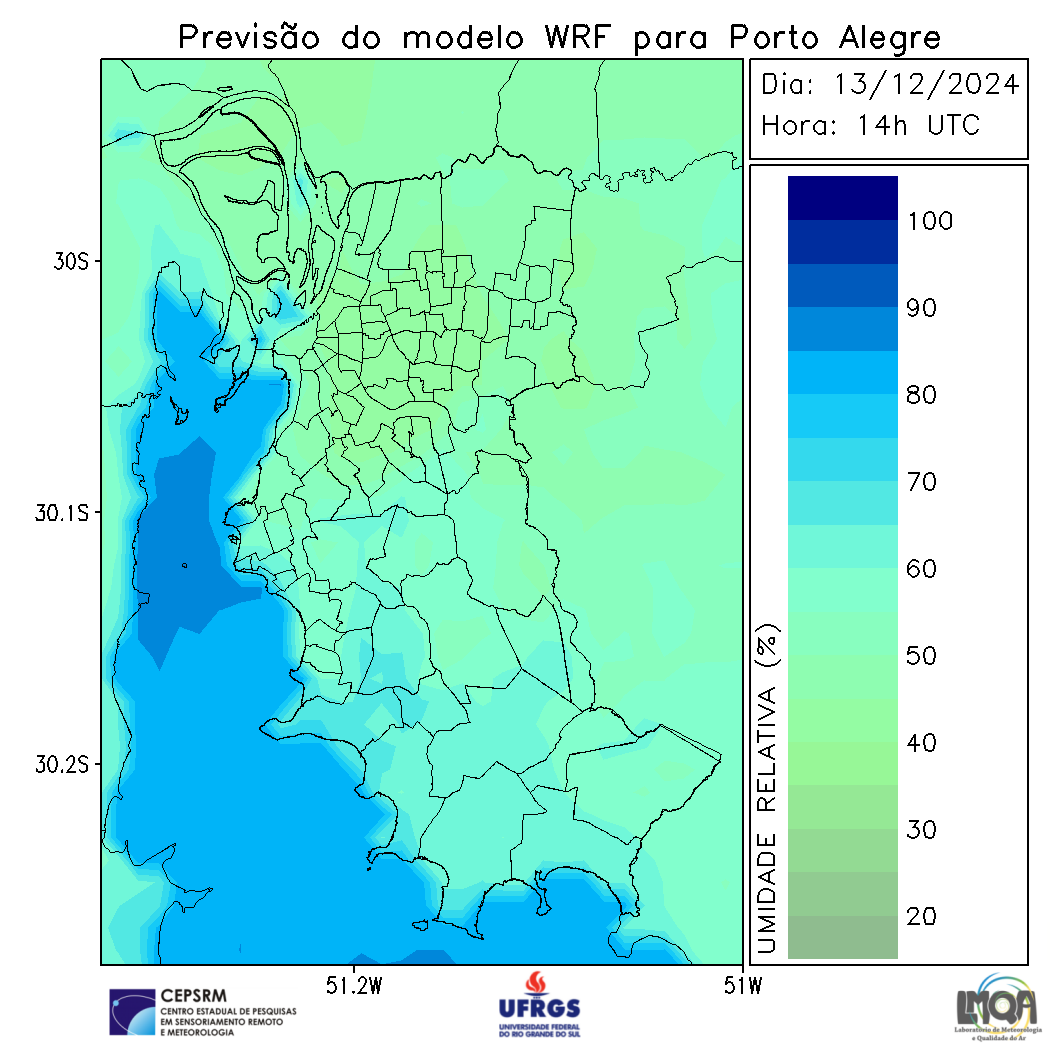 Previsão do modelo WRF para Porto Alegre
Dia: 13/12/2024
Hora: 14h UTC
100
90
80
70
60
50
40
30
20
UMIDADE RELATIVA (%)
30S
30.1S
30.2S
51.2W
51W
CEPSRM
CENTRO ESTADUAL DE PESQUISAS
EM SENSORIAMENTO REMOTO
E METEOROLOGIA
UFRGS
UNIVERSIDADE FEDERAL
DO RIO GRANDE DO SUL
LMQA
Laboratório de Meteorologia
e Qualidade do Ar